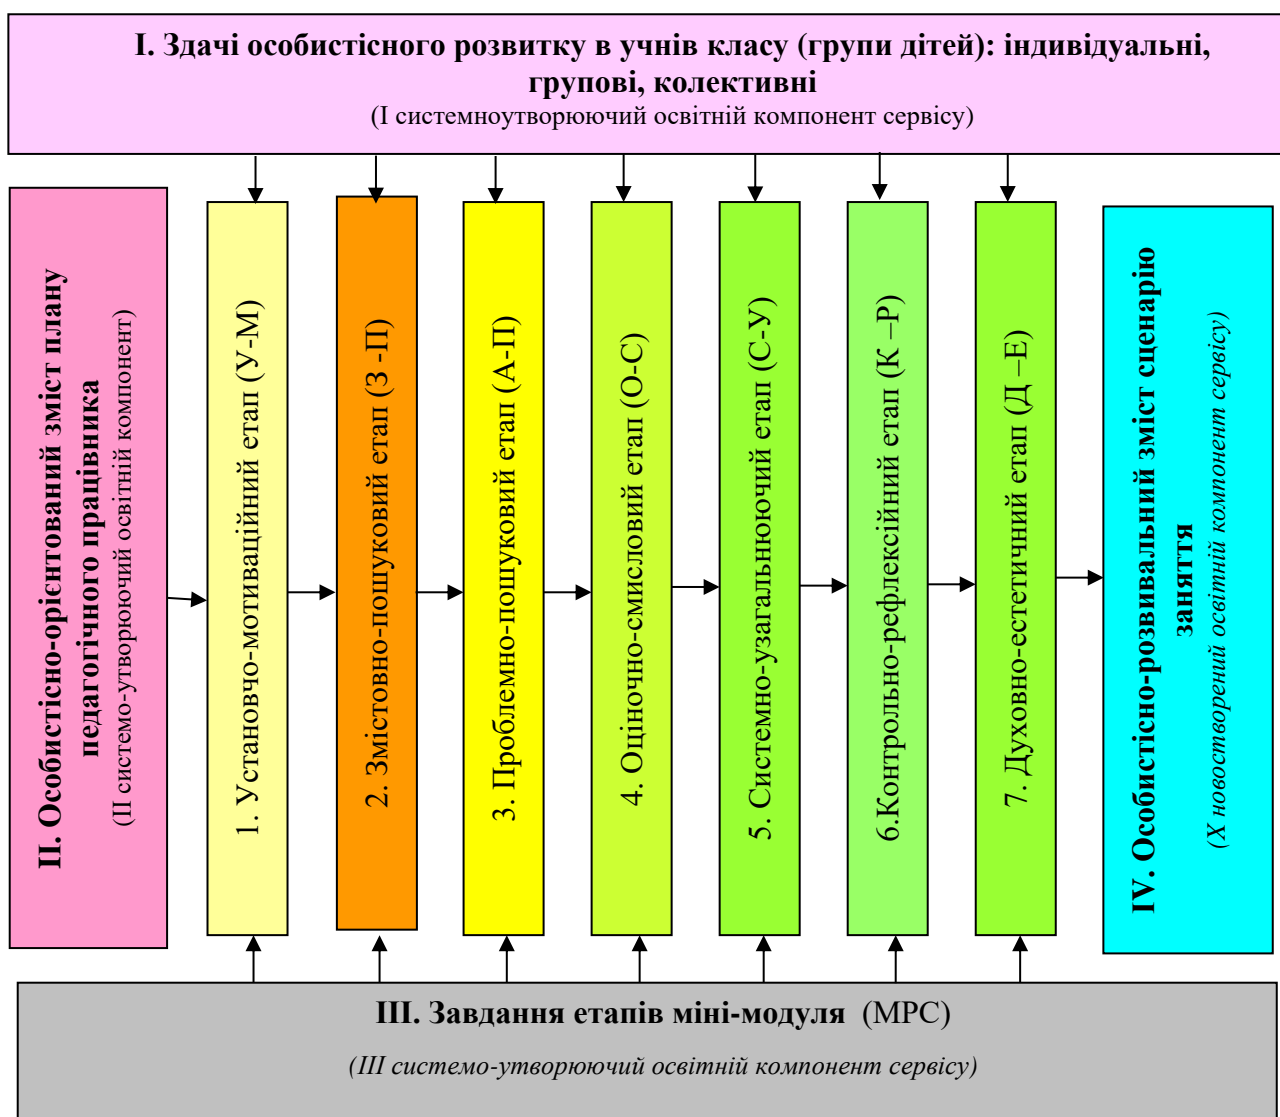 I. Здачі особистісного розвитку в учнів класу (групи дітей): індивідуальні,
групові, колективні
(І системноутворюючий освітній компонент сервісу)
II. Особистісно-орієнтований зміст плану
педагогічного працівника
(ІІ системо-утворюючий освітній компонент)
1. Установчо-мотиваційний етап (У-М)
2. Змістовно-пошуковий етап (З -П)
3. Проблемно-пошуковий етап (А-П)
4. Оціночно-смисловий етап (О-С)
5. Системно-узагальнюючий етап (С-У)
6.Контрольно-рефлексійний етап (К –Р)
7. Духовно-естетичний етап (Д –Е)
IV. Особистісно-розвивальний зміст сценарію
заняття
(Х новостворений освітній компонент сервісу)
III. Завдання етапів міні-модуля (МРС)
(ІІІ системо-утворюючий освітній компонент сервісу)